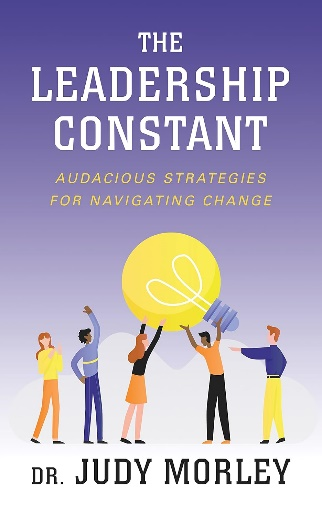 THE
LEADERSHIP
CONSTANT
AUDACIOUS STRATEGIES
FOR NAVIGATING CHANGE
DR. JUDY MORLEY